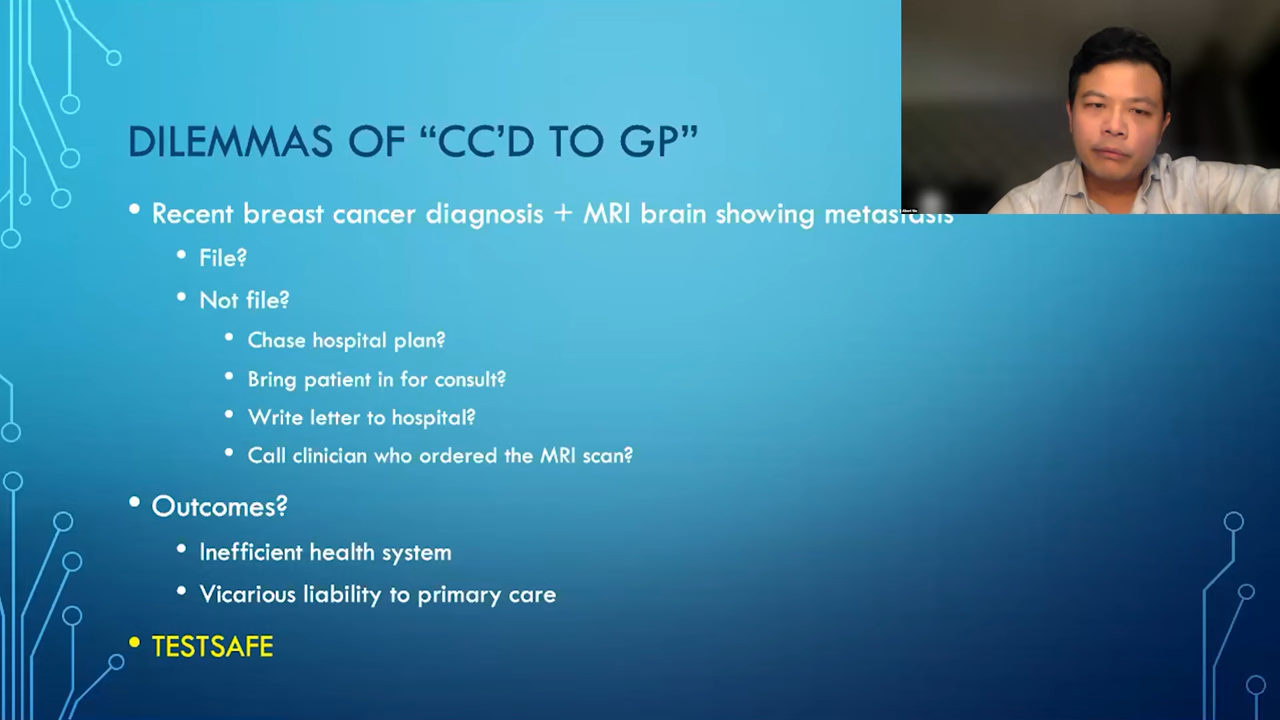 DILEMMAS OF “CC’D TO GP”
• Recent breast cancer diagnosis + MRI brain showing metastasis
• File?
• Not file?
• Chase hospital plan?
• Bring patient in for consult?
• Write letter to hospital?
• Call clinician who ordered the MRI scan?
• Outcomes?
• Inefficient health system
• Vicarious liability to primary care
• TESTSAFE